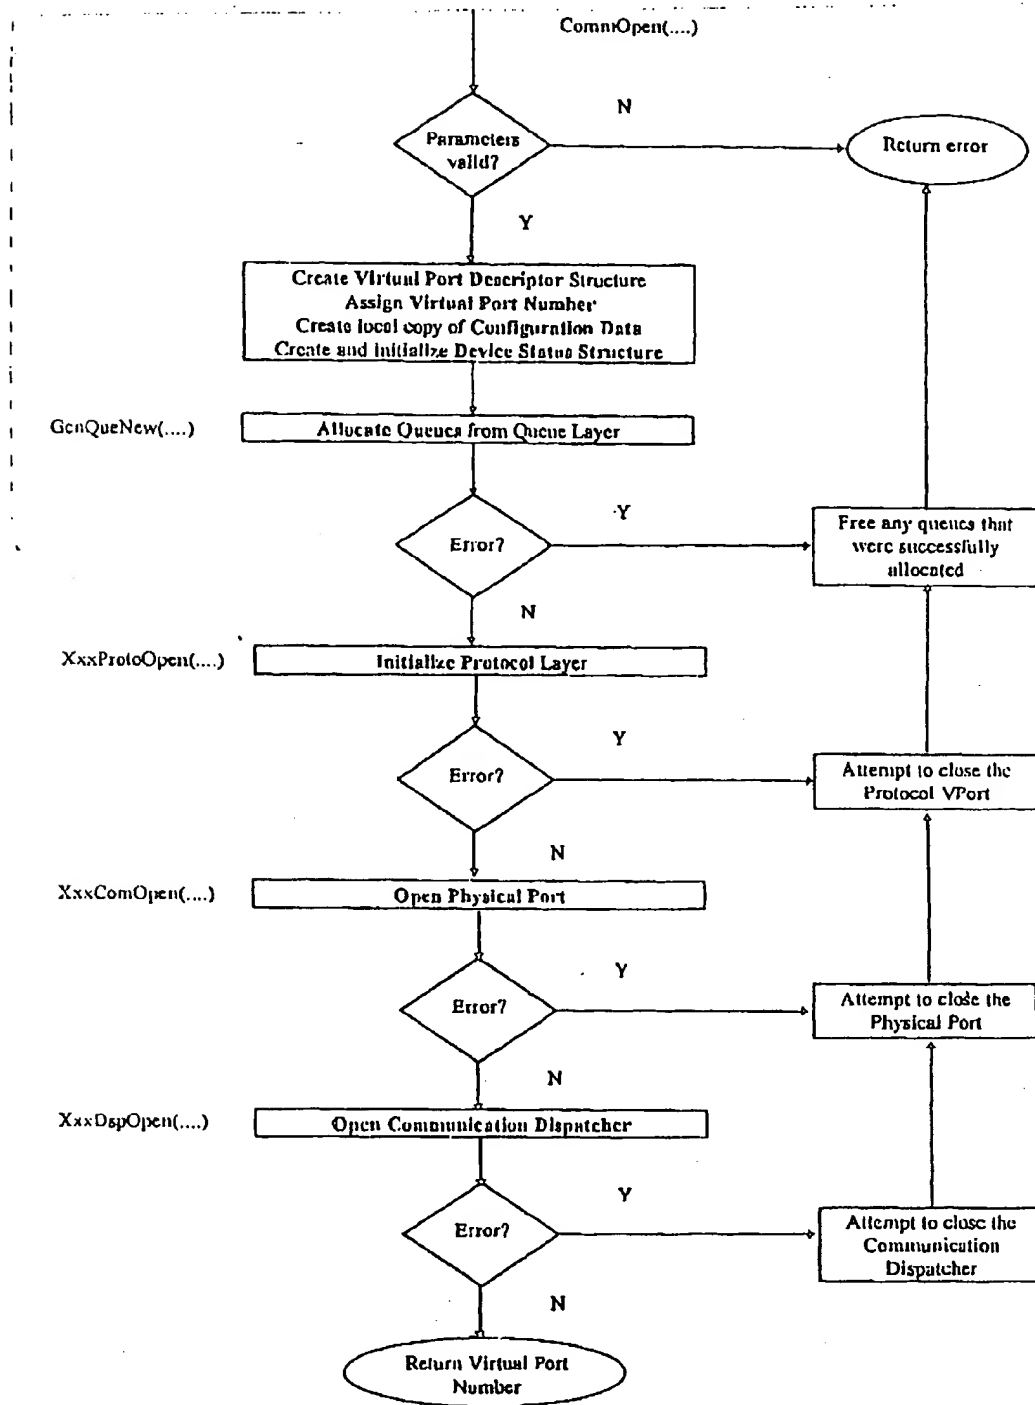 CommOpen(....)
N
Parameters
valid?
Return error
Y
Create Virtual Port Descriptor Structure
Assign Virtual Port Number
Create local copy of Configuration Data
Create and initialize Device Status Structure
GenQueNew(....)
Allocate Queues from Queue Layer
Y
Error?
Free any queues that
were successfully
allocated
N
XxxProtoOpen(....)
Initialize Protocol Layer
Y
Error?
Attempt to close the
Protocol VPort
N
XxxComOpen(....)
Open Physical Port
Y
Error?
Attempt to close the
Physical Port
N
XxxDspOpen(....)
Open Communication Dispatcher
Y
Error?
Attempt to close the
Communication
Dispatcher
N
Return Virtual Port
Number